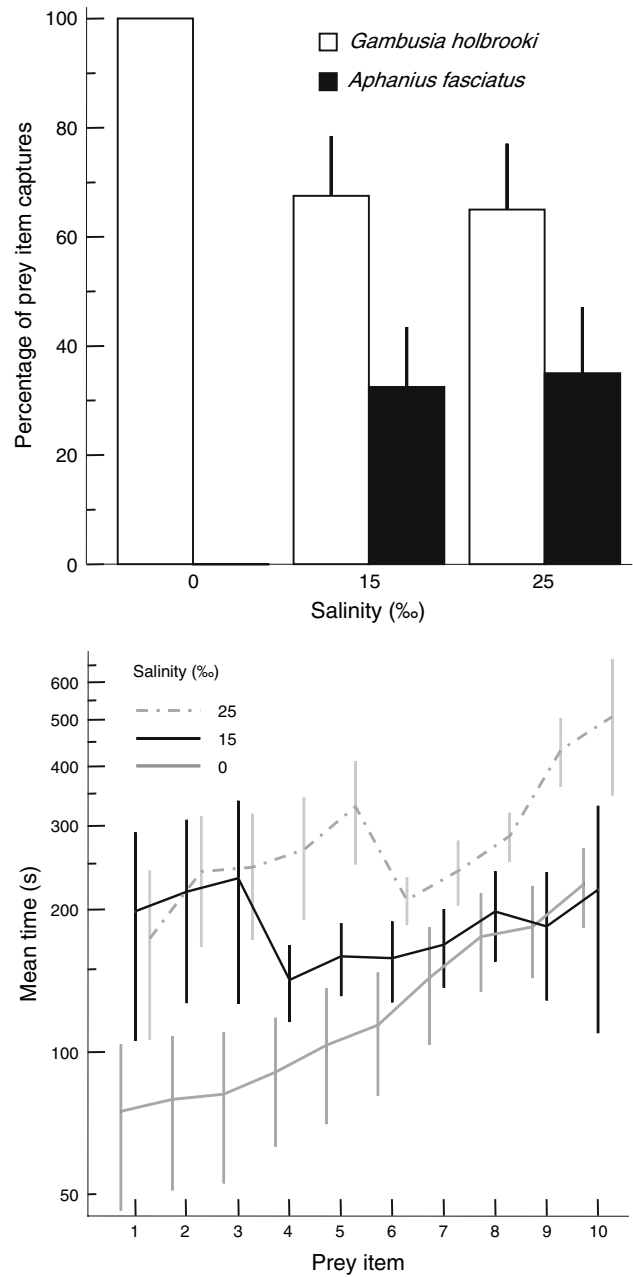 Percentage of prey item captures
100
80
60
40
20
0
Gambusia holbrooki
Aphanius fasciatus
0 15 25
Salinity (‰)
Mean time (s)
600
500
400
300
200
100
50
Salinity (‰)
25
15
0
1 2 3 4 5 6 7 8 9 10
Prey item